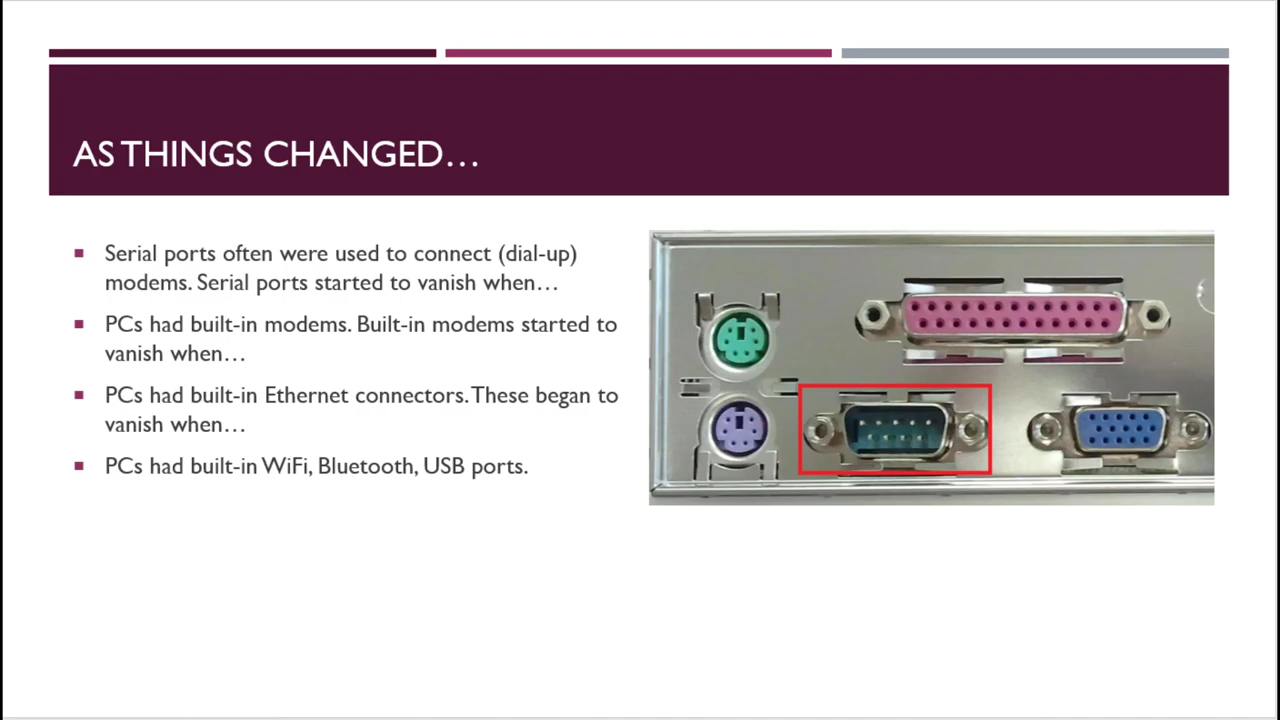 AS THINGS CHANGED…
Serial ports often were used to connect (dial-up)
modems. Serial ports started to vanish when…
PCs had built-in modems. Built-in modems started to
vanish when…
PCs had built-in Ethernet connectors. These began to
vanish when…
PCs had built-in WiFi, Bluetooth, USB ports.